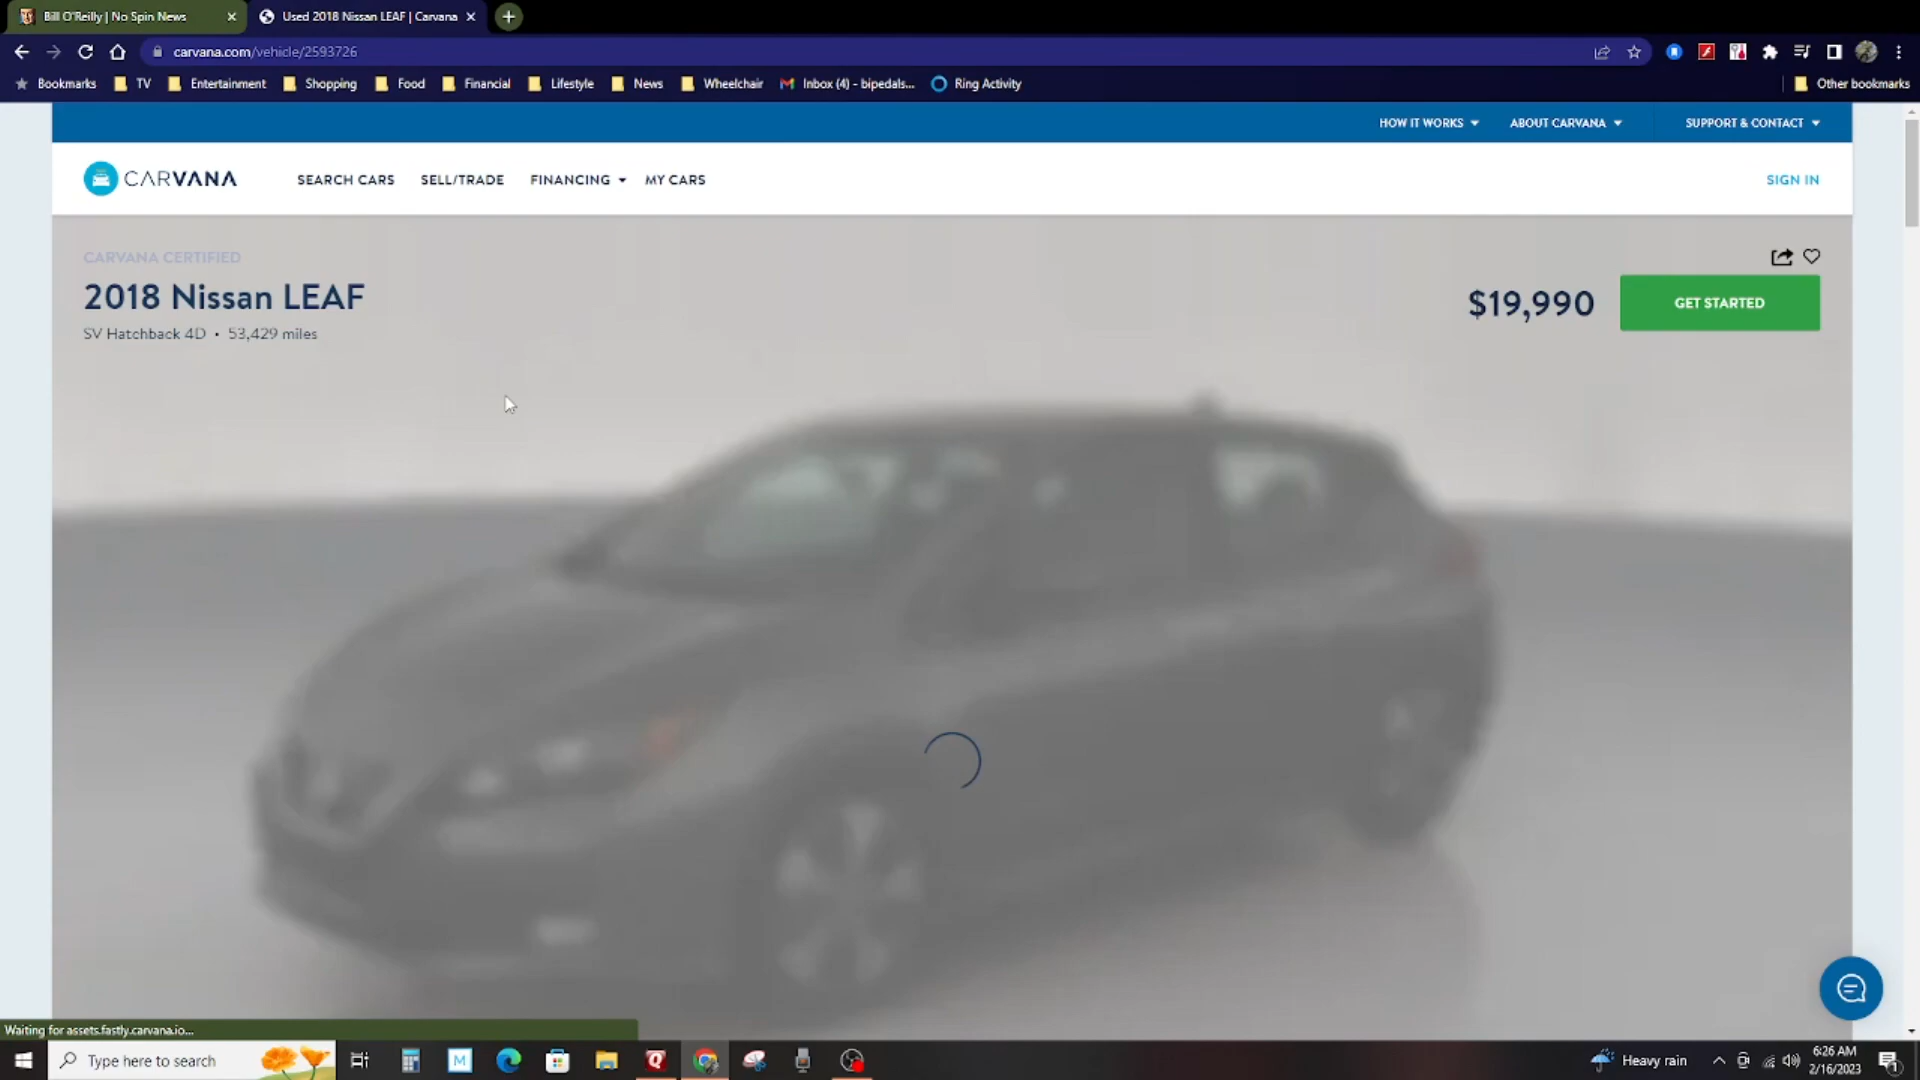 Bill O'Reilly | No Spin News
Used 2018 Nissan LEAF | Carvana
carvana.com/vehicle/2593726
Bookmarks TV Entertainment Shopping Food Financial Lifestyle News Wheelchair Inbox (4) - bipedals... Ring Activity Other bookmarks
HOW IT WORKS ABOUT CARVANA SUPPORT & CONTACT
CARVANA SEARCH CARS SELL/TRADE FINANCING MY CARS SIGN IN
CARVANA CERTIFIED
2018 Nissan LEAF
$19,990 GET STARTED
SV Hatchback 4D • 53,429 miles
Waiting for assets.fastly.carvana.io...
Type here to search
Heavy rain
6:26 AM
2/16/2023